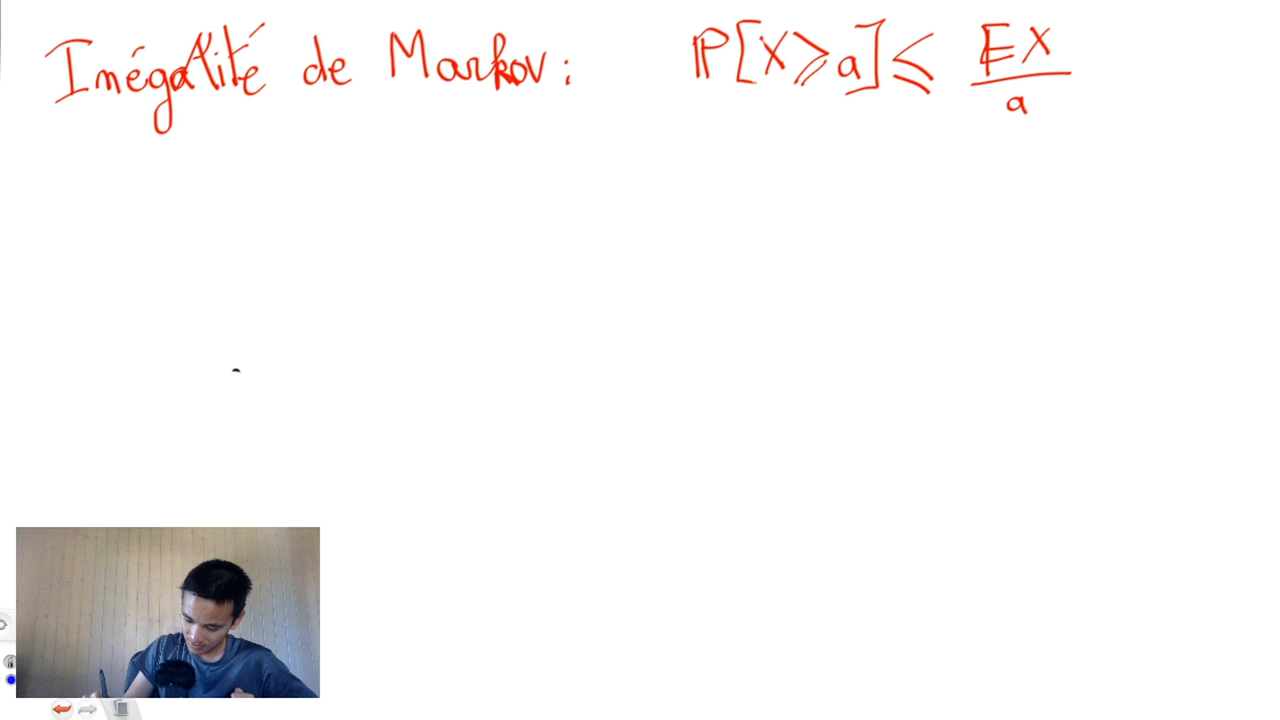 Inégalité de Markov : ℙ[X⩾a] ≤ EX/a